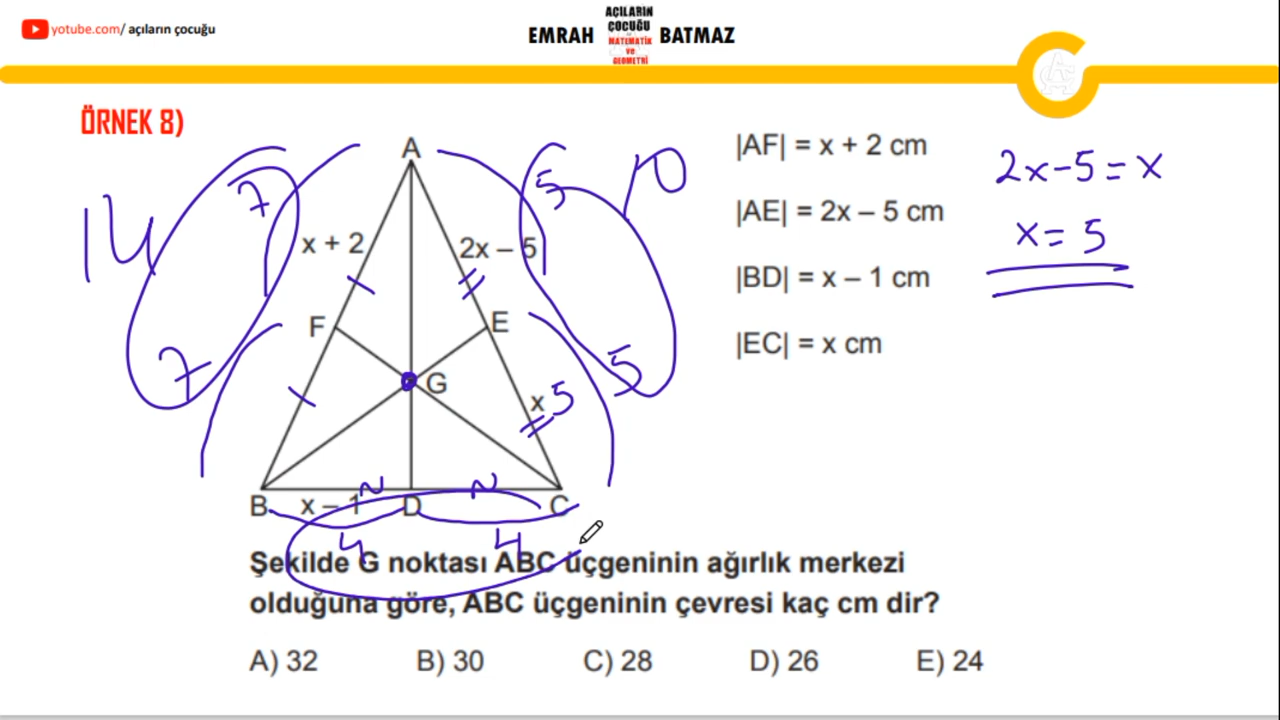 yotube.com/ açıların çocuğu
EMRAH
AÇILARIN
ÇOCUĞU
MATEMATİK
ve
GEOMETRİ
BATMAZ
ÖRNEK 8)
|AF| = x + 2 cm
|AE| = 2x – 5 cm
|BD| = x – 1 cm
|EC| = x cm
2x-5=x
x=5
A
14
7
7
x + 2
2x – 5
5
10
5
F
E
G
x
5
B
x – 1
D
C
4
4
Şekilde G noktası ABC üçgeninin ağırlık merkezi
olduğuna göre, ABC üçgeninin çevresi kaç cm dir?
A) 32 B) 30 C) 28 D) 26 E) 24